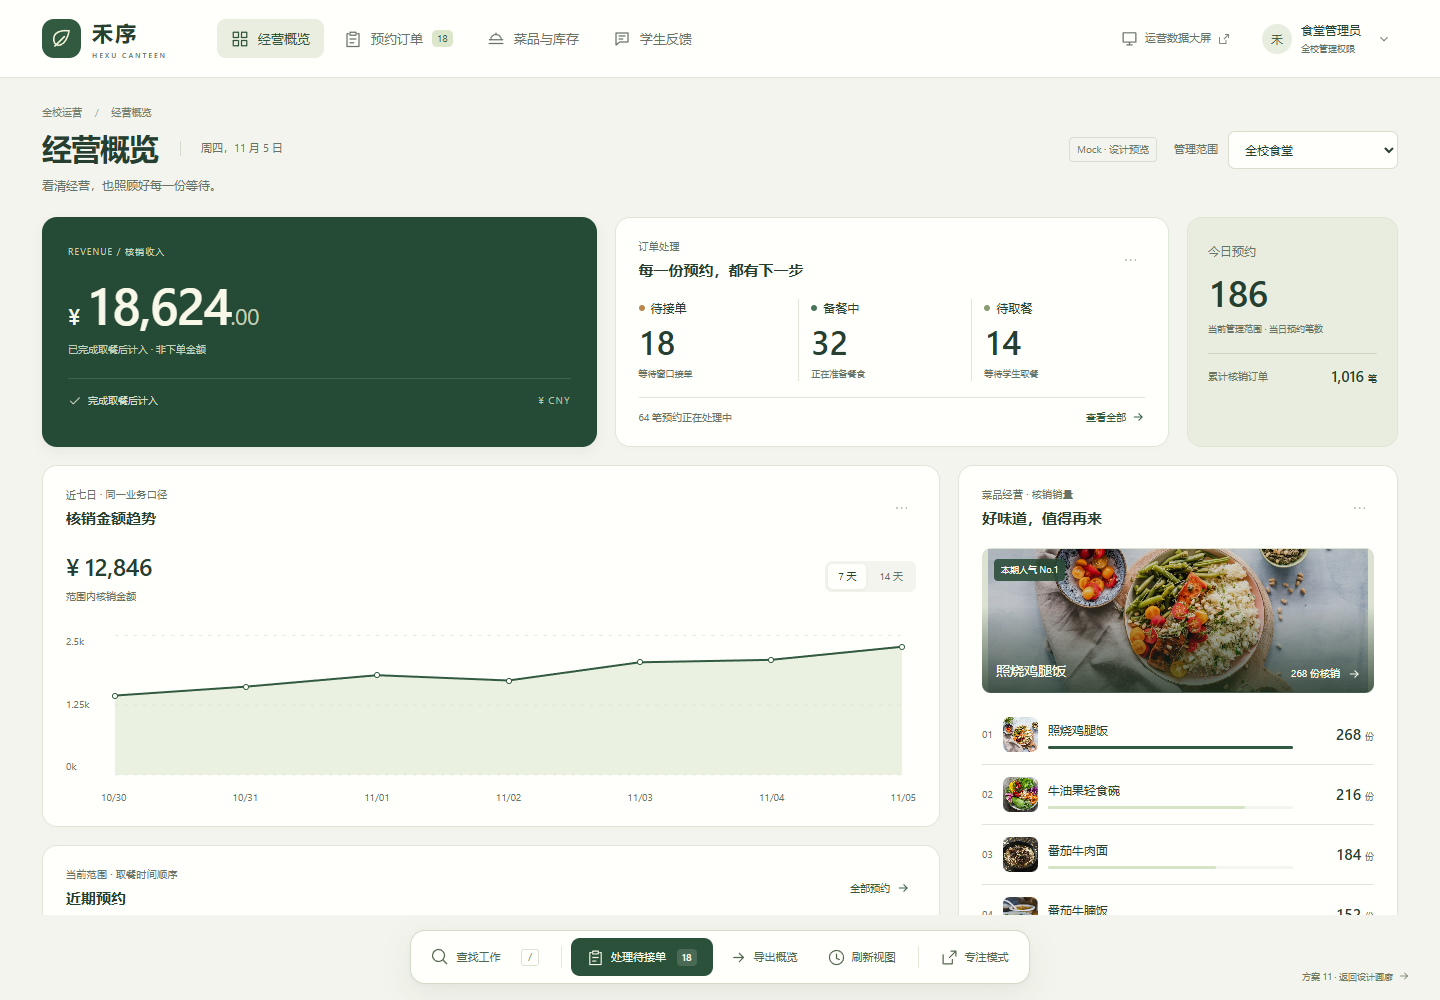 禾序
HEXU CANTEEN
经营概览
预约订单 18
菜品与库存
学生反馈
运营数据大屏
禾
食堂管理员
全校管理权限
全校运营 / 经营概览
经营概览
周四，11 月 5 日
看清经营，也照顾好每一份等待。
Mock · 设计预览
管理范围
全校食堂
REVENUE / 核销收入
¥ 18,624.00
已完成取餐后计入 · 非下单金额
完成取餐后计入
¥ CNY
订单处理
每一份预约，都有下一步
...
待接单
18
等待窗口接单
备餐中
32
正在准备餐食
待取餐
14
等待学生取餐
64 笔预约正在处理中
查看全部 →
今日预约
186
当前管理范围 · 当日预约笔数
累计核销订单
1,016 笔
近七日 · 同一业务口径
核销金额趋势
...
¥ 12,846
范围内核销金额
7 天
14 天
2.5k
1.25k
0k
10/30
10/31
11/01
11/02
11/03
11/04
11/05
菜品经营 · 核销销量
好味道，值得再来
...
本期人气 No.1
照烧鸡腿饭
268 份核销 →
01 照烧鸡腿饭 268 份
02 牛油果轻食碗 216 份
03 番茄牛肉面 184 份
04 番茄牛腩饭 152 份
当前范围 · 取餐时间顺序
近期预约
全部预约 →
查找工作 /
处理待接单 18
→ 导出概览
刷新视图
专注模式
方案 11 · 返回设计画廊 →